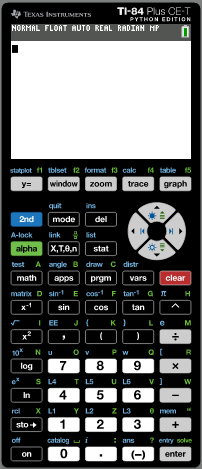 TEXAS INSTRUMENTS TI-84 Plus CE-T
PYTHON EDITION
NORMAL FLOAT AUTO REAL RADIAN MP
statplot f1 tblset f2 format f3 calc f4 table f5
y= window zoom trace graph
quit ins
2nd mode del
A-lock link list
alpha X,T,θ,n stat
test A angle B draw C distr
math apps prgm vars clear
matrix D sin⁻¹ E cos⁻¹ F tan⁻¹ G π H
x⁻¹ sin cos tan ^
√ I EE J { K } L e M
x² , ( ) ÷
10ˣ N u O v P w Q [ R
log 7 8 9 ×
eˣ S L4 T L5 U L6 V ] W
ln 4 5 6 −
rcl X L1 Y L2 Z L3 θ mem "
sto→ 1 2 3 +
off catalog ␣ i : ans ? entry solve
on 0 . (−) enter